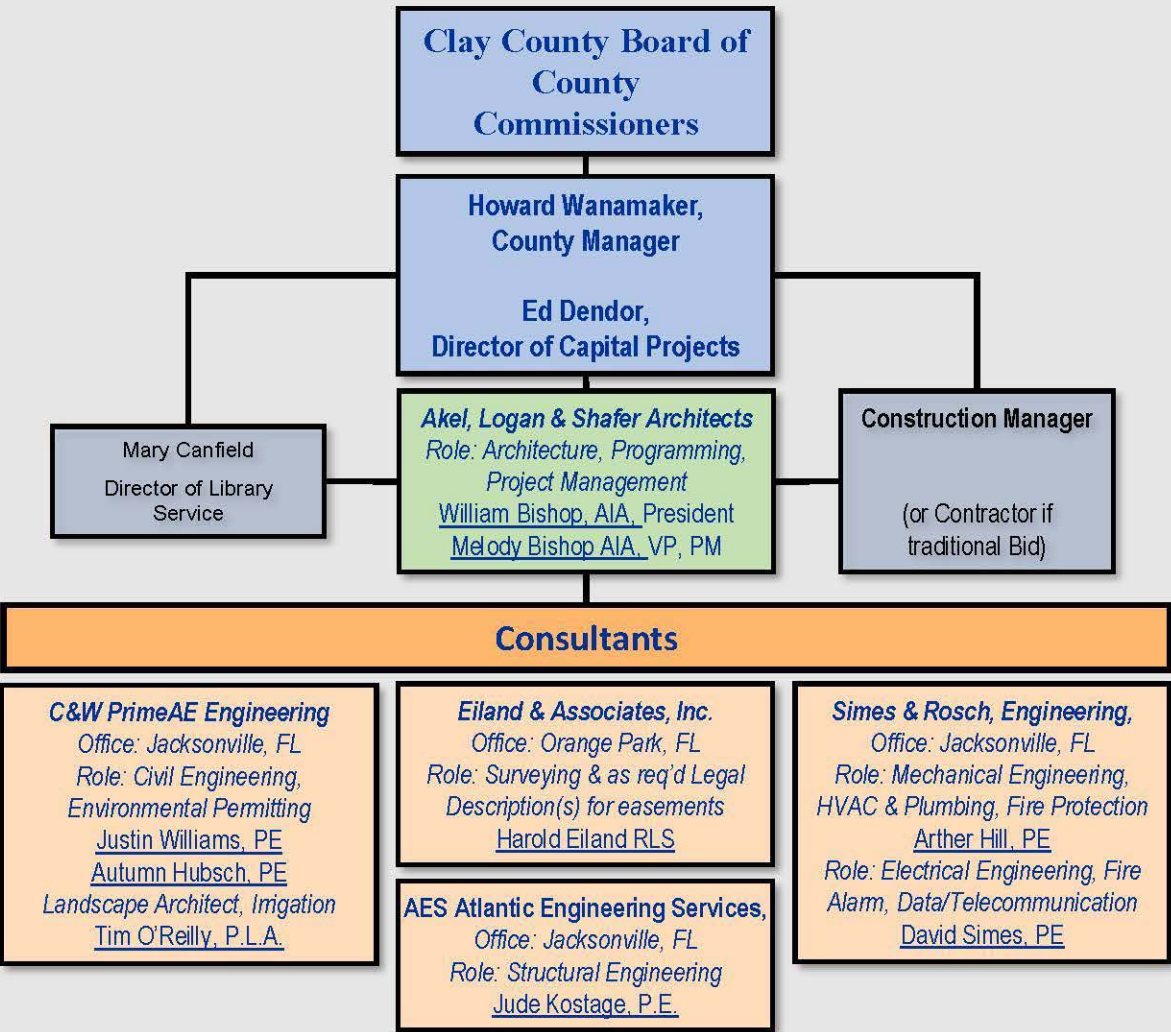 Clay County Board of
County
Commissioners
Howard Wanamaker,
County Manager
Ed Dendor,
Director of Capital Projects
Mary Canfield
Director of Library
Service
Akel, Logan & Shafer Architects
Role: Architecture, Programming,
Project Management
William Bishop, AIA, President
Melody Bishop AIA, VP, PM
Construction Manager
(or Contractor if
traditional Bid)
Consultants
C&W PrimeAE Engineering
Office: Jacksonville, FL
Role: Civil Engineering,
Environmental Permitting
Justin Williams, PE
Autumn Hubsch, PE
Landscape Architect, Irrigation
Tim O'Reilly, P.L.A.
Eiland & Associates, Inc.
Office: Orange Park, FL
Role: Surveying & as req'd Legal
Description(s) for easements
Harold Eiland RLS
AES Atlantic Engineering Services,
Office: Jacksonville, FL
Role: Structural Engineering
Jude Kostage, P.E.
Simes & Rosch, Engineering,
Office: Jacksonville, FL
Role: Mechanical Engineering,
HVAC & Plumbing, Fire Protection
Arther Hill, PE
Role: Electrical Engineering, Fire
Alarm, Data/Telecommunication
David Simes, PE